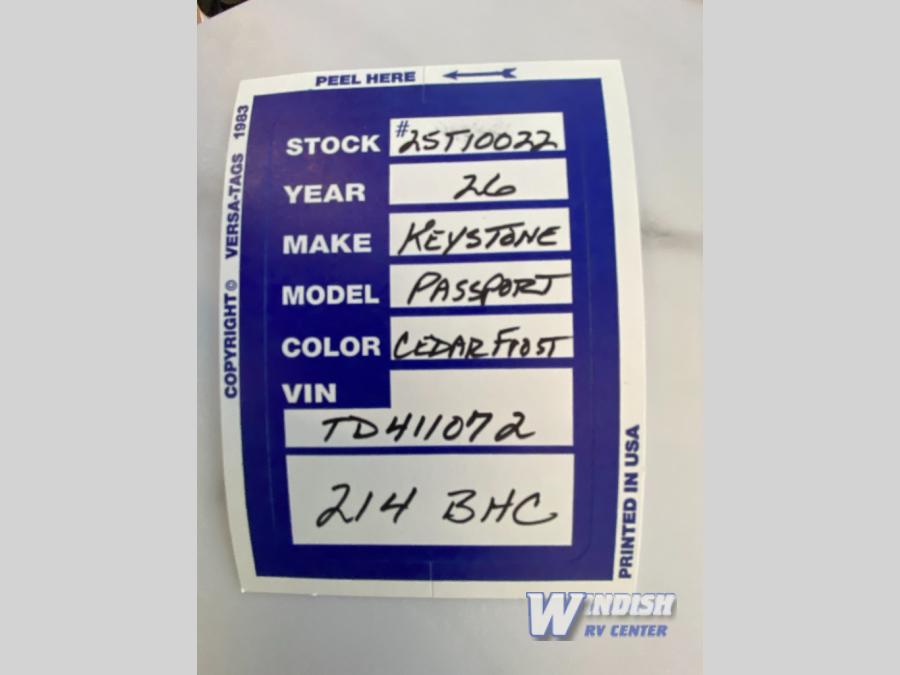 PEEL HERE
COPYRIGHT © VERSA-TAGS 1983
STOCK #25T10022
YEAR 26
MAKE KEYSTONE
MODEL PASSPORT
COLOR CEDAR FROST
VIN
TD411072
214 BHC
PRINTED IN USA
WINDISH
RV CENTER